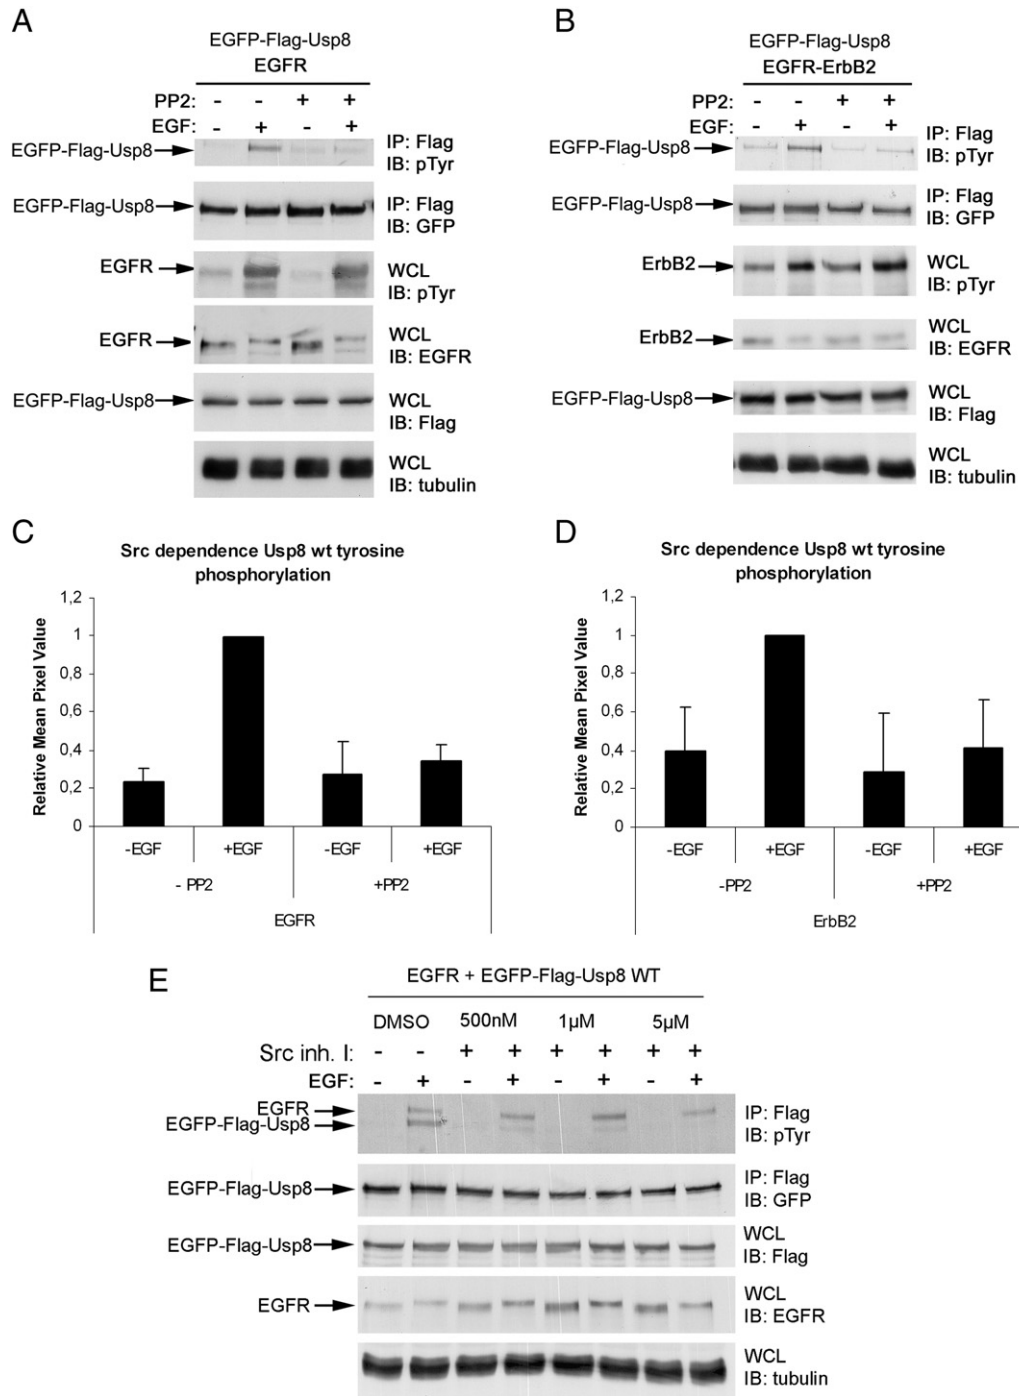 A
EGFP-Flag-Usp8
EGFR
PP2: - - + +
EGF: - + - +
EGFP-Flag-Usp8
IP: Flag
IB: pTyr
EGFP-Flag-Usp8
IP: Flag
IB: GFP
EGFR
WCL
IB: pTyr
EGFR
WCL
IB: EGFR
EGFP-Flag-Usp8
WCL
IB: Flag
WCL
IB: tubulin
B
EGFP-Flag-Usp8
EGFR-ErbB2
PP2: - - + +
EGF: - + - +
EGFP-Flag-Usp8
IP: Flag
IB: pTyr
EGFP-Flag-Usp8
IP: Flag
IB: GFP
ErbB2
WCL
IB: pTyr
ErbB2
WCL
IB: EGFR
EGFP-Flag-Usp8
WCL
IB: Flag
WCL
IB: tubulin
C
Src dependence Usp8 wt tyrosine
phosphorylation
Relative Mean Pixel Value
1,2
1
0,8
0,6
0,4
0,2
0
-EGF +EGF -EGF +EGF
- PP2 +PP2
EGFR
D
Src dependence Usp8 wt tyrosine
phosphorylation
Relative Mean Pixel Value
1,2
1
0,8
0,6
0,4
0,2
0
-EGF +EGF -EGF +EGF
-PP2 +PP2
ErbB2
E
EGFR + EGFP-Flag-Usp8 WT
DMSO 500nM 1µM 5µM
Src inh. I: - - + + + + + +
EGF: - + - + - + - +
EGFR
EGFP-Flag-Usp8
IP: Flag
IB: pTyr
EGFP-Flag-Usp8
IP: Flag
IB: GFP
EGFP-Flag-Usp8
WCL
IB: Flag
EGFR
WCL
IB: EGFR
WCL
IB: tubulin